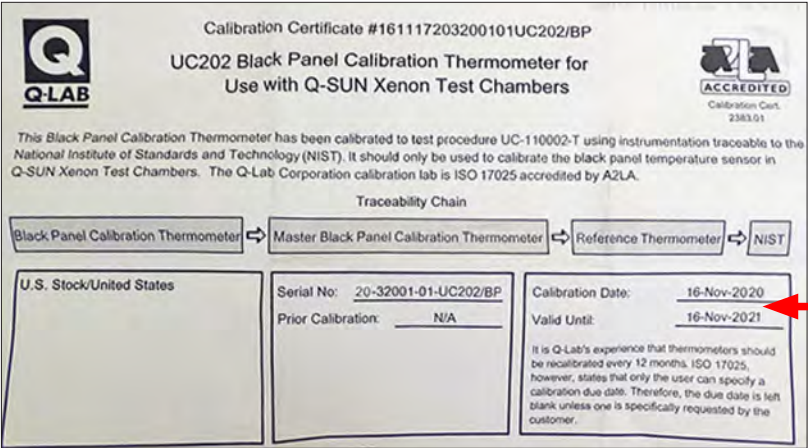 Calibration Certificate #161117203200101UC202/BP
UC202 Black Panel Calibration Thermometer for
Use with Q-SUN Xenon Test Chambers
Q-LAB
A2LA
ACCREDITED
Calibration Cert.
2383.01
This Black Panel Calibration Thermometer has been calibrated to test procedure UC-110002-T using instrumentation traceable to the
National Institute of Standards and Technology (NIST). It should only be used to calibrate the black panel temperature sensor in
Q-SUN Xenon Test Chambers. The Q-Lab Corporation calibration lab is ISO 17025 accredited by A2LA.
Traceability Chain
Black Panel Calibration Thermometer
Master Black Panel Calibration Thermometer
Reference Thermometer
NIST
U.S. Stock/United States
Serial No: 20-32001-01-UC202/BP
Prior Calibration: N/A
Calibration Date: 16-Nov-2020
Valid Until: 16-Nov-2021
It is Q-Lab's experience that thermometers should
be recalibrated every 12 months. ISO 17025,
however, states that only the user can specify a
calibration due date. Therefore, the due date is left
blank unless one is specifically requested by the
customer.